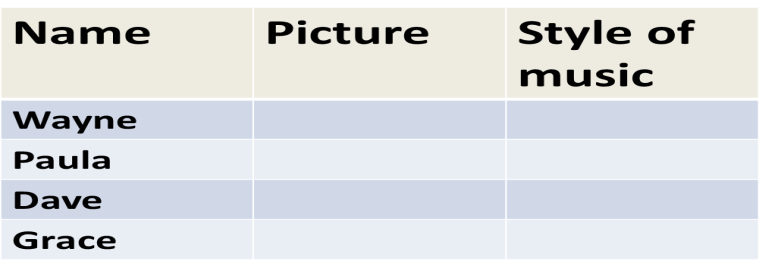 Name Picture Style of
music
Wayne
Paula
Dave
Grace